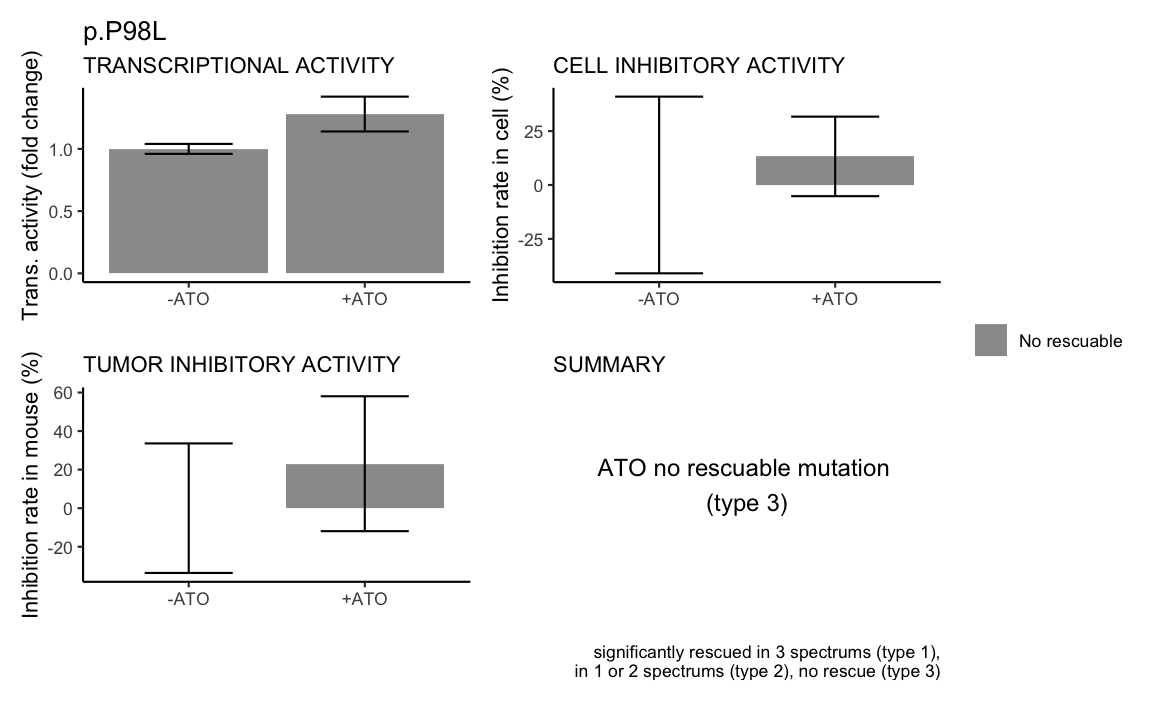 p.P98L
TRANSCRIPTIONAL ACTIVITY
Trans. activity (fold change)
1.0
0.5
0.0
-ATO
+ATO
CELL INHIBITORY ACTIVITY
Inhibition rate in cell (%)
25
0
-25
-ATO
+ATO
No rescuable
TUMOR INHIBITORY ACTIVITY
Inhibition rate in mouse (%)
60
40
20
0
-20
-ATO
+ATO
SUMMARY
ATO no rescuable mutation
(type 3)
significantly rescued in 3 spectrums (type 1),
in 1 or 2 spectrums (type 2), no rescue (type 3)